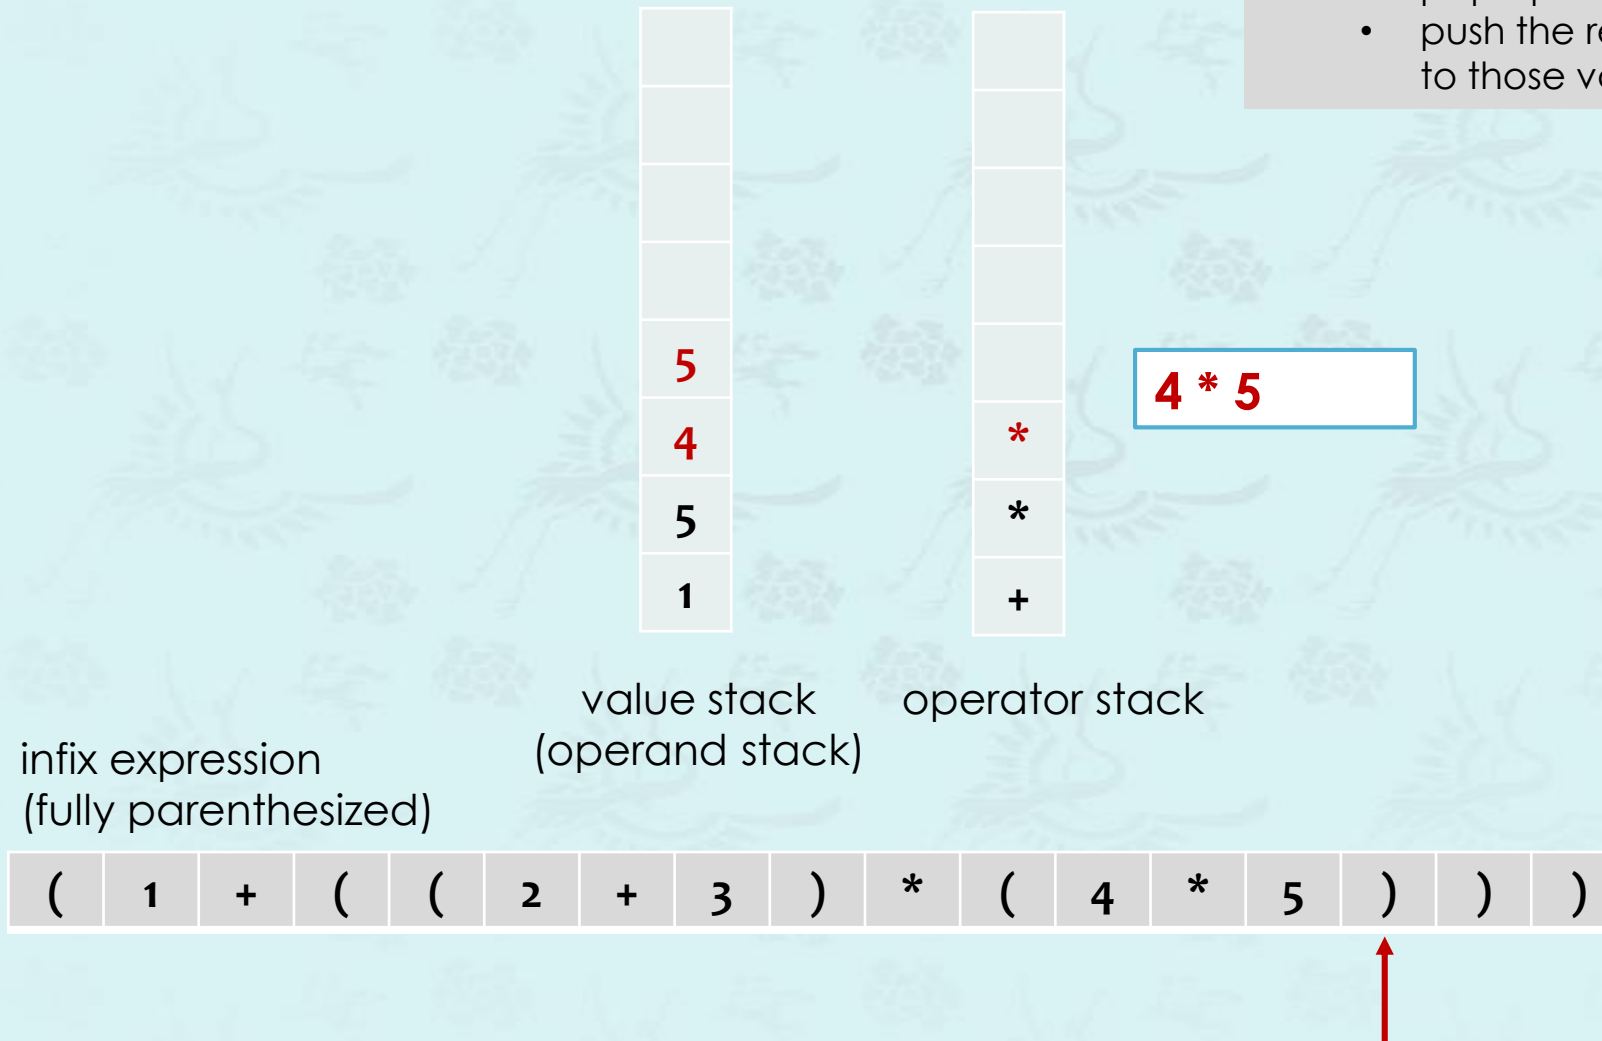 • push the
to those
5
4
5
1
*
*
+
4 * 5
value stack
(operand stack)
operator stack
infix expression
(fully parenthesized)
( 1 + ( ( 2 + 3 ) * ( 4 * 5 ) ) )